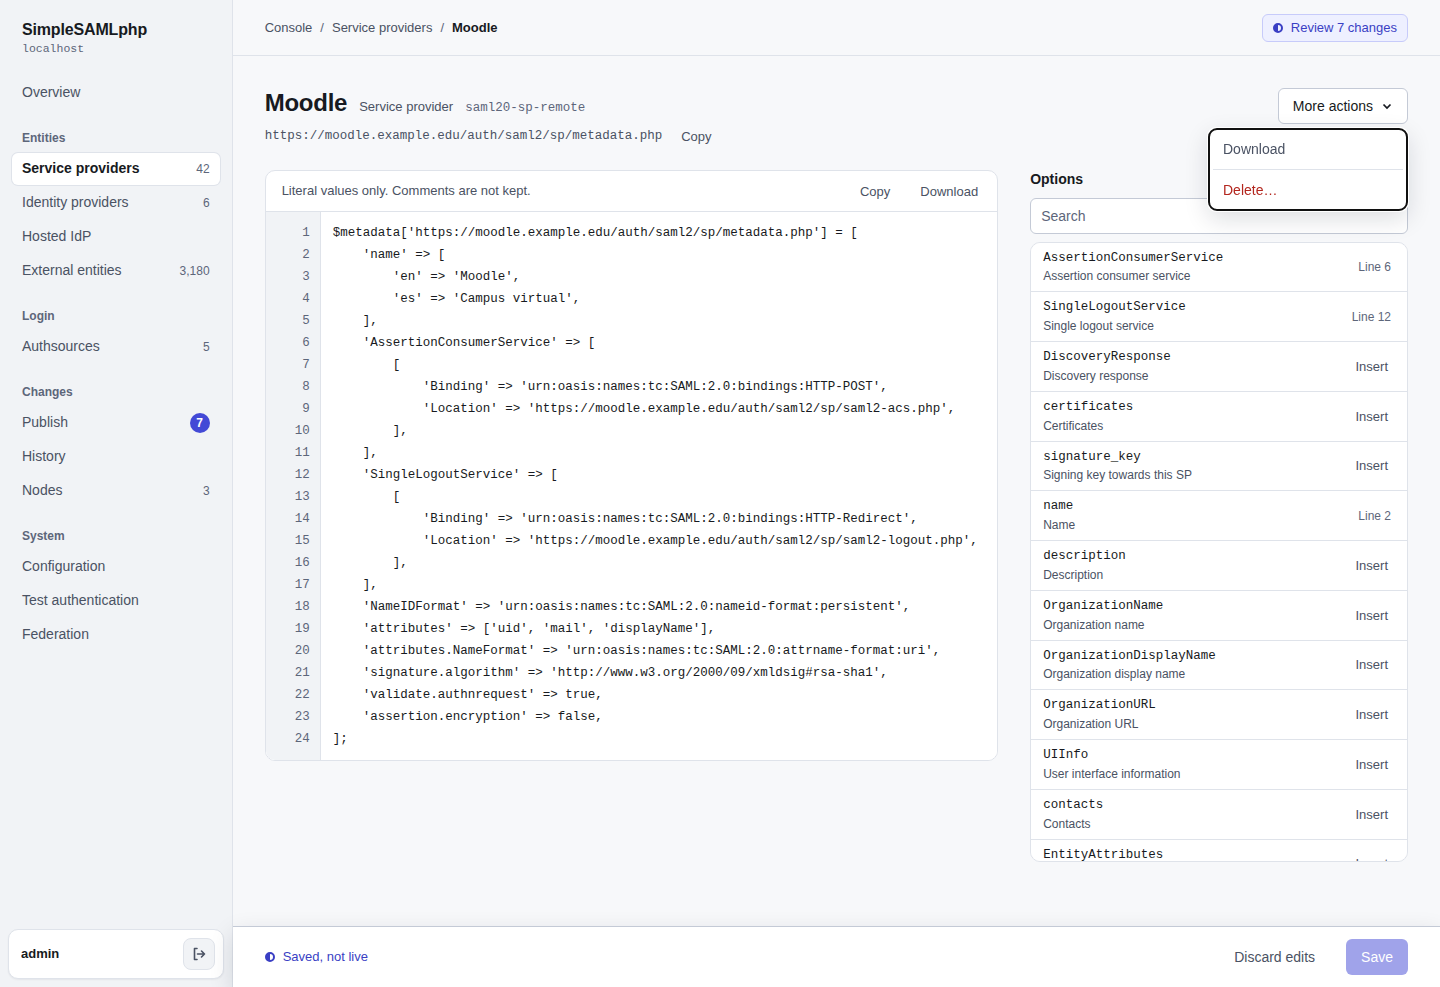 SimpleSAMLphp
localhost
Overview
Entities
Service providers 42
Identity providers 6
Hosted IdP
External entities 3,180
Login
Authsources 5
Changes
Publish 7
History
Nodes 3
System
Configuration
Test authentication
Federation
admin
Console / Service providers / Moodle
Review 7 changes
Moodle Service provider saml20-sp-remote
https://moodle.example.edu/auth/saml2/sp/metadata.php Copy
More actions
Download
Delete…
Literal values only. Comments are not kept. Copy Download
1 $metadata['https://moodle.example.edu/auth/saml2/sp/metadata.php'] = [
2     'name' => [
3         'en' => 'Moodle',
4         'es' => 'Campus virtual',
5     ],
6     'AssertionConsumerService' => [
7         [
8             'Binding' => 'urn:oasis:names:tc:SAML:2.0:bindings:HTTP-POST',
9             'Location' => 'https://moodle.example.edu/auth/saml2/sp/saml2-acs.php',
10         ],
11     ],
12     'SingleLogoutService' => [
13         [
14             'Binding' => 'urn:oasis:names:tc:SAML:2.0:bindings:HTTP-Redirect',
15             'Location' => 'https://moodle.example.edu/auth/saml2/sp/saml2-logout.php',
16         ],
17     ],
18     'NameIDFormat' => 'urn:oasis:names:tc:SAML:2.0:nameid-format:persistent',
19     'attributes' => ['uid', 'mail', 'displayName'],
20     'attributes.NameFormat' => 'urn:oasis:names:tc:SAML:2.0:attrname-format:uri',
21     'signature.algorithm' => 'http://www.w3.org/2000/09/xmldsig#rsa-sha1',
22     'validate.authnrequest' => true,
23     'assertion.encryption' => false,
24 ];
Options
Search
AssertionConsumerService
Assertion consumer service
Line 6
SingleLogoutService
Single logout service
Line 12
DiscoveryResponse
Discovery response
Insert
certificates
Certificates
Insert
signature_key
Signing key towards this SP
Insert
name
Name
Line 2
description
Description
Insert
OrganizationName
Organization name
Insert
OrganizationDisplayName
Organization display name
Insert
OrganizationURL
Organization URL
Insert
UIInfo
User interface information
Insert
contacts
Contacts
Insert
EntityAttributes
Saved, not live
Discard edits
Save